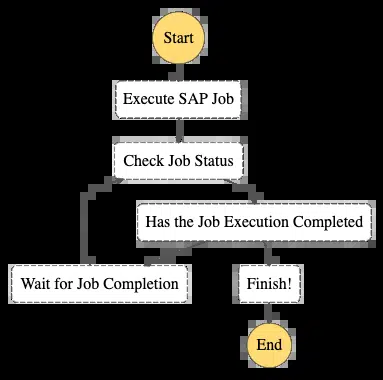 Start
Execute SAP Job
Check Job Status
Has the Job Execution Completed
Wait for Job Completion
Finish!
End